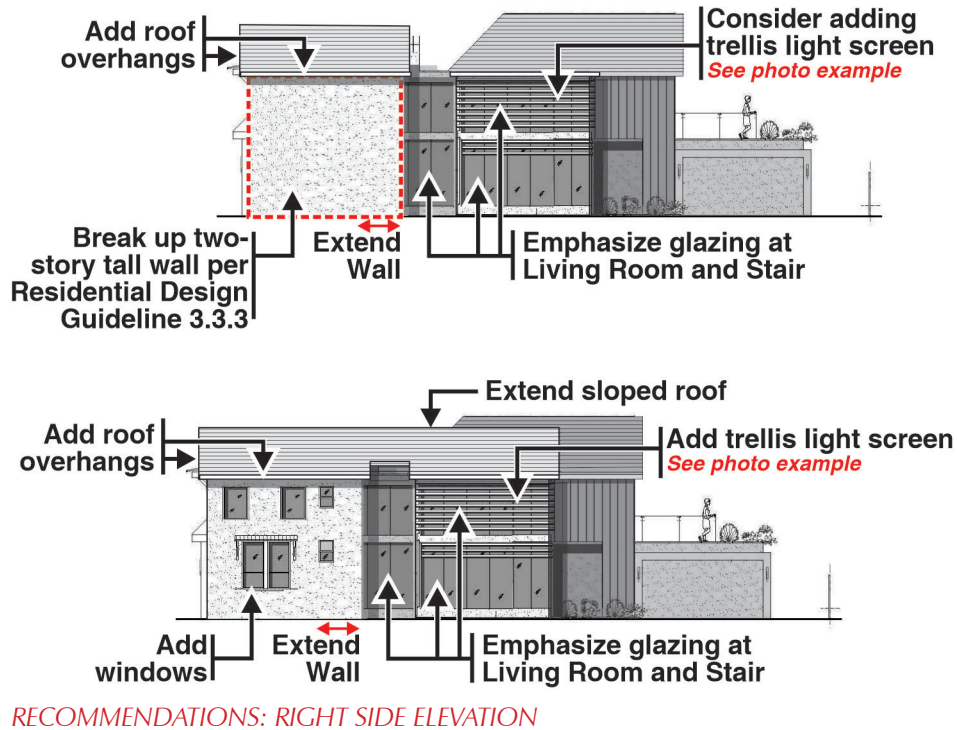 Add roof
overhangs
Consider adding
trellis light screen
See photo example
Break up two-
story tall wall per
Residential Design
Guideline 3.3.3
Extend
Wall
Emphasize glazing at
Living Room and Stair
Extend sloped roof
Add roof
overhangs
Add trellis light screen
See photo example
Add
windows
Extend
Wall
Emphasize glazing at
Living Room and Stair
RECOMMENDATIONS: RIGHT SIDE ELEVATION